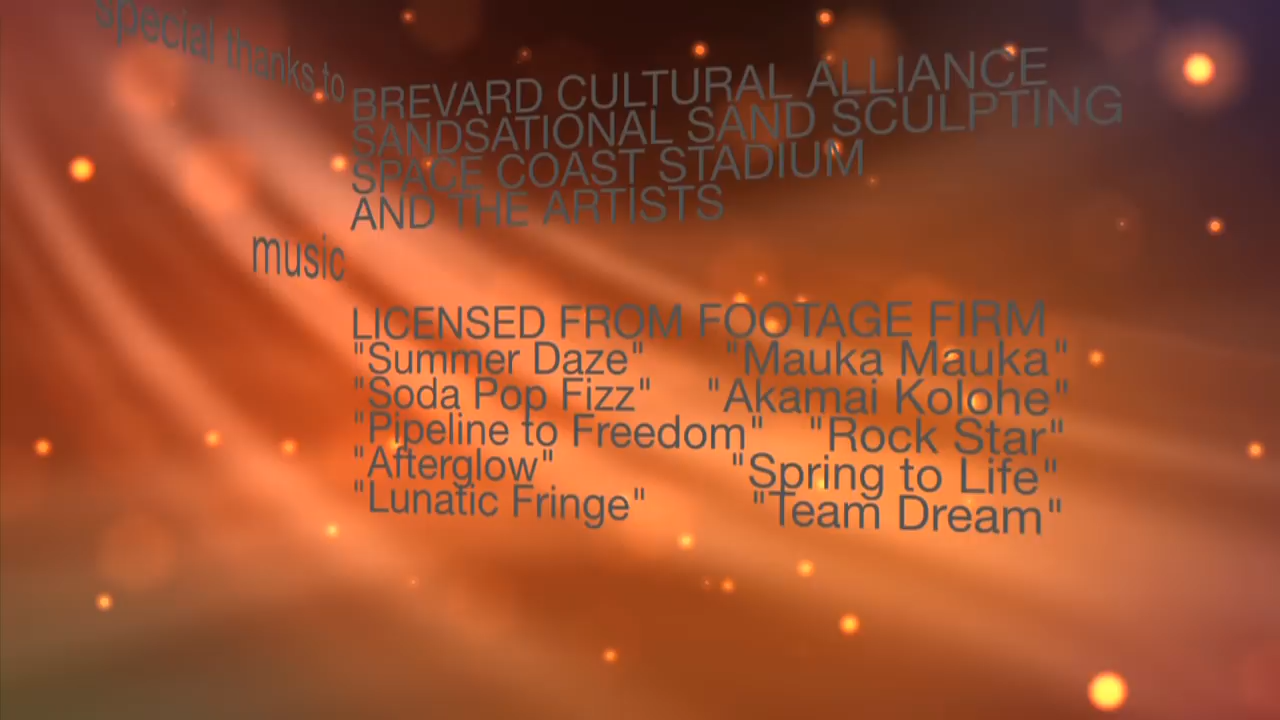 special thanks to
BREVARD CULTURAL ALLIANCE
SANDSATIONAL SAND SCULPTING
SPACE COAST STADIUM
AND THE ARTISTS
music
LICENSED FROM FOOTAGE FIRM
"Summer Daze" "Mauka Mauka"
"Soda Pop Fizz" "Akamai Kolohe"
"Pipeline to Freedom" "Rock Star"
"Afterglow" "Spring to Life"
"Lunatic Fringe" "Team Dream"